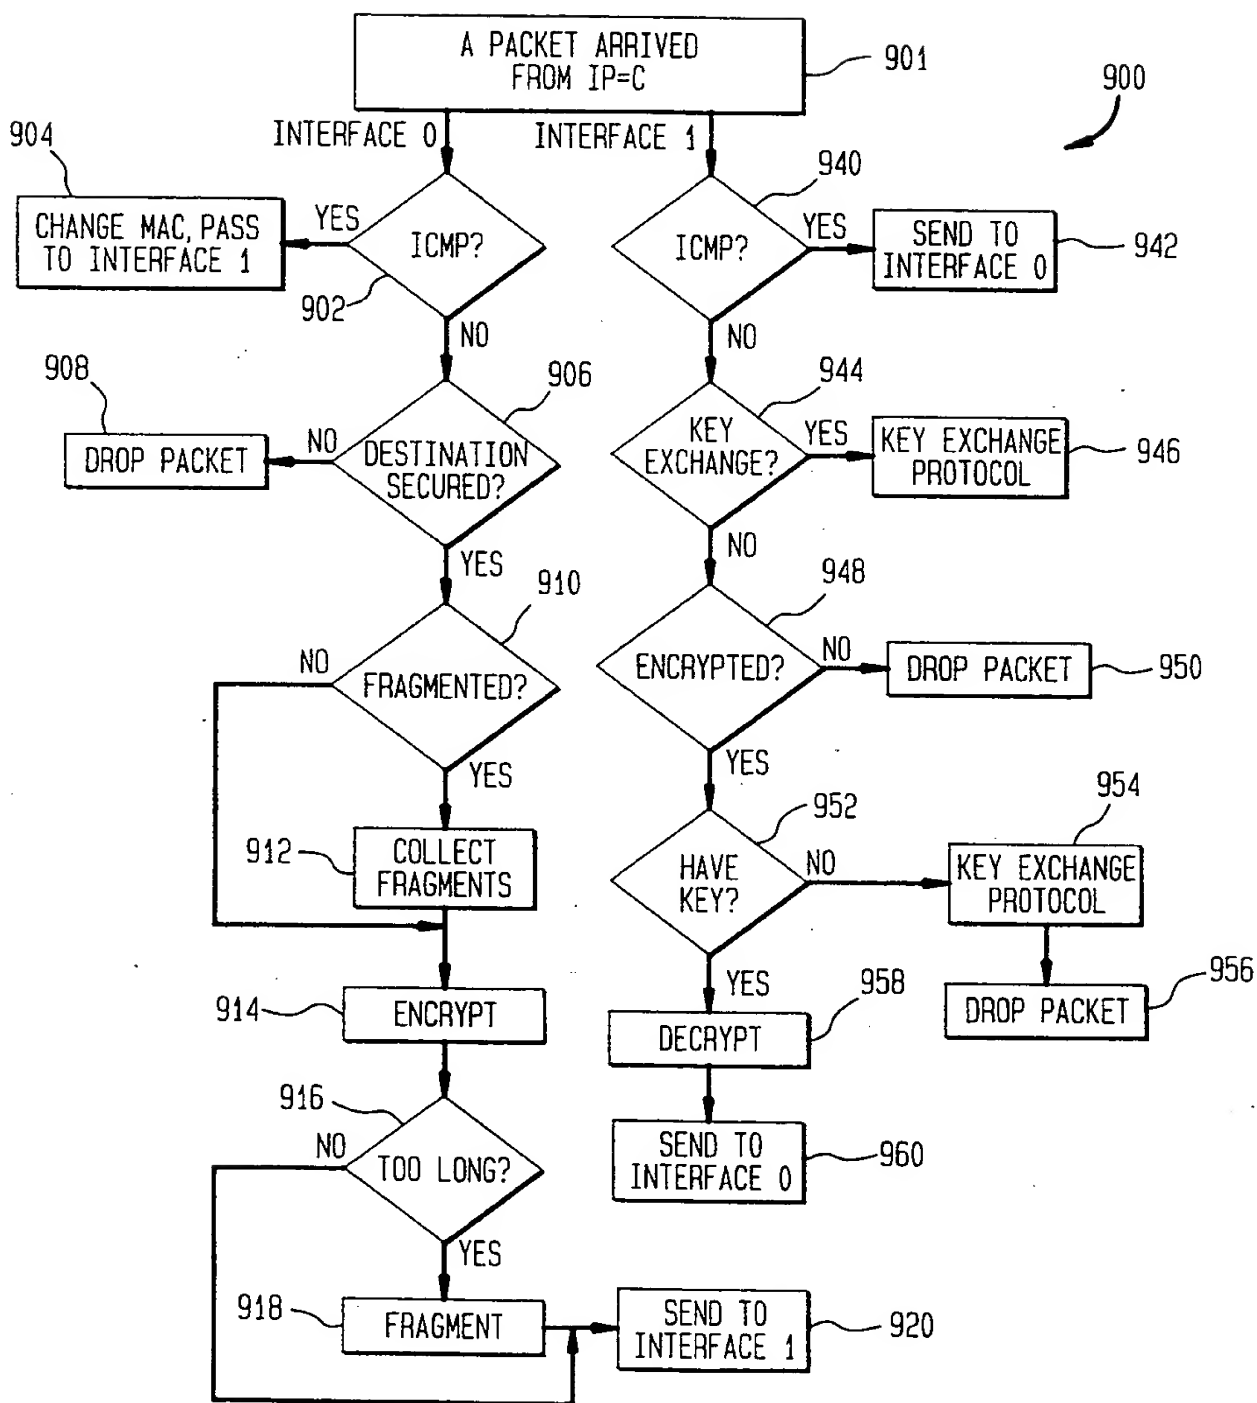 A PACKET ARRIVED
FROM IP=C
901
900
INTERFACE 0
INTERFACE 1
904
CHANGE MAC, PASS
TO INTERFACE 1
YES
ICMP?
902
NO
940
ICMP?
YES
SEND TO
INTERFACE 0
942
NO
908
DROP PACKET
NO
906
DESTINATION
SECURED?
YES
944
KEY
EXCHANGE?
YES
KEY EXCHANGE
PROTOCOL
946
NO
910
NO
FRAGMENTED?
YES
948
ENCRYPTED?
NO
DROP PACKET
950
YES
912
COLLECT
FRAGMENTS
952
HAVE
KEY?
NO
954
KEY EXCHANGE
PROTOCOL
YES
956
DROP PACKET
914
ENCRYPT
958
DECRYPT
916
NO
TOO LONG?
YES
SEND TO
INTERFACE 0
960
918
FRAGMENT
SEND TO
INTERFACE 1
920